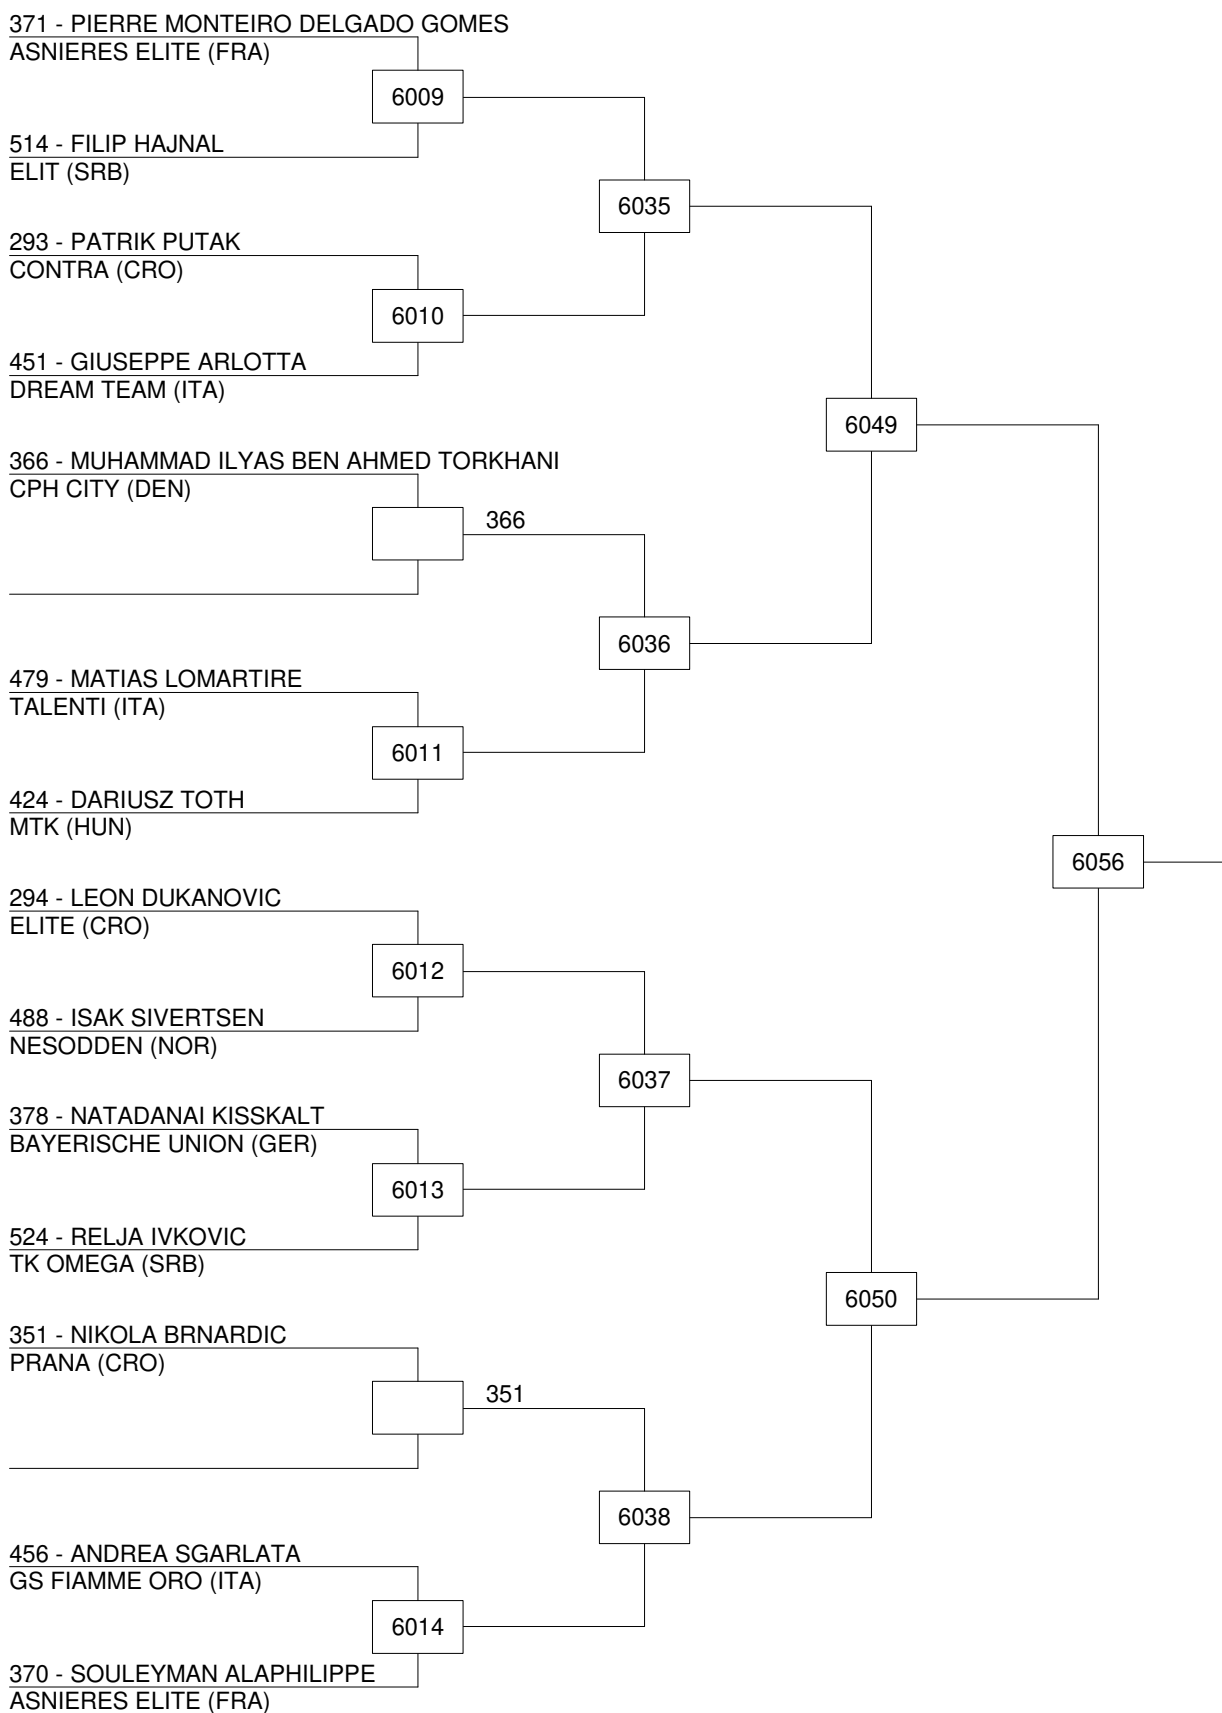 371 - PIERRE MONTEIRO DELGADO GOMES
ASNIERES ELITE (FRA)
6009
514 - FILIP HAJNAL
ELIT (SRB)
6035
293 - PATRIK PUTAK
CONTRA (CRO)
6010
451 - GIUSEPPE ARLOTTA
DREAM TEAM (ITA)
6049
366 - MUHAMMAD ILYAS BEN AHMED TORKHANI
CPH CITY (DEN)
366
6036
479 - MATIAS LOMARTIRE
TALENTI (ITA)
6011
424 - DARIUSZ TOTH
MTK (HUN)
6056
294 - LEON DUKANOVIC
ELITE (CRO)
6012
488 - ISAK SIVERTSEN
NESODDEN (NOR)
6037
378 - NATADANAI KISSKALT
BAYERISCHE UNION (GER)
6013
524 - RELJA IVKOVIC
TK OMEGA (SRB)
6050
351 - NIKOLA BRNARDIC
PRANA (CRO)
351
6038
456 - ANDREA SGARLATA
GS FIAMME ORO (ITA)
6014
370 - SOULEYMAN ALAPHILIPPE
ASNIERES ELITE (FRA)